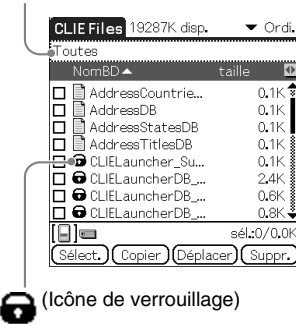 CLIE Files 19287K disp. Ordi.
Toutes
NomBD taille
AddressCountrie... 0.1K
AddressDB 0.1K
AddressStatesDB 0.1K
AddressTitlesDB 0.1K
CLIELauncher_Su... 0.1K
CLIELauncherDB_... 2.4K
CLIELauncherDB_... 0.6K
CLIELauncherDB_... 0.8K
sél.:0/0.0K
Sélect. Copier Déplacer Suppr.
(Icône de verrouillage)